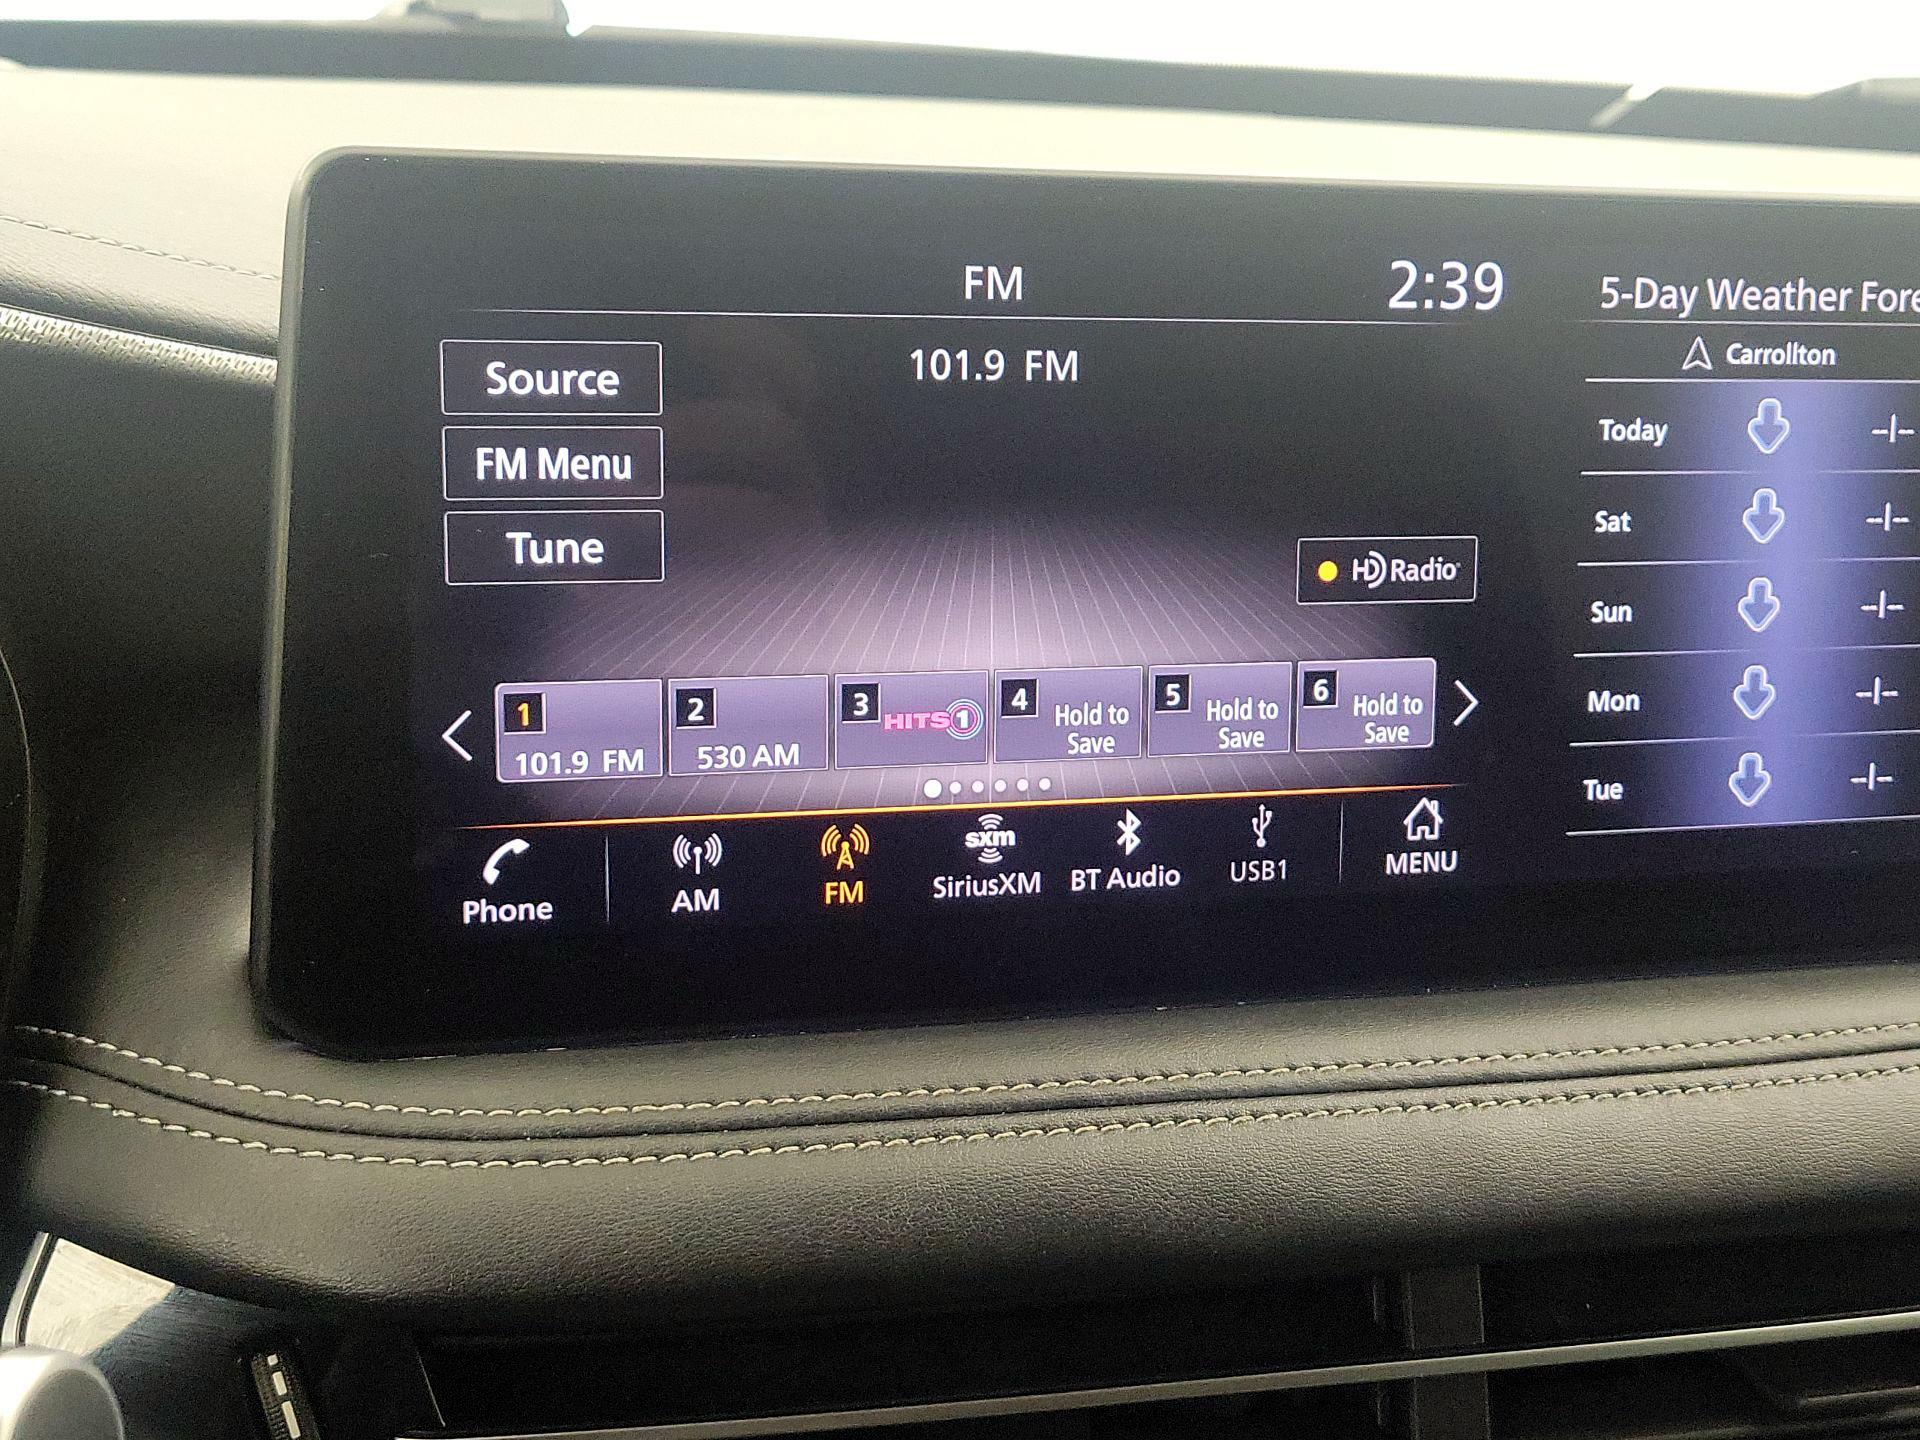 FM
2:39
101.9 FM
Source
FM Menu
Tune
HD Radio
1
101.9 FM
2
530 AM
3
HITS 1
4
Hold to
Save
5
Hold to
Save
6
Hold to
Save
Phone
AM
FM
sxm
SiriusXM
BT Audio
USB1
MENU
5-Day Weather Fore
Carrollton
Today --/--
Sat --/--
Sun --/--
Mon --/--
Tue --/--